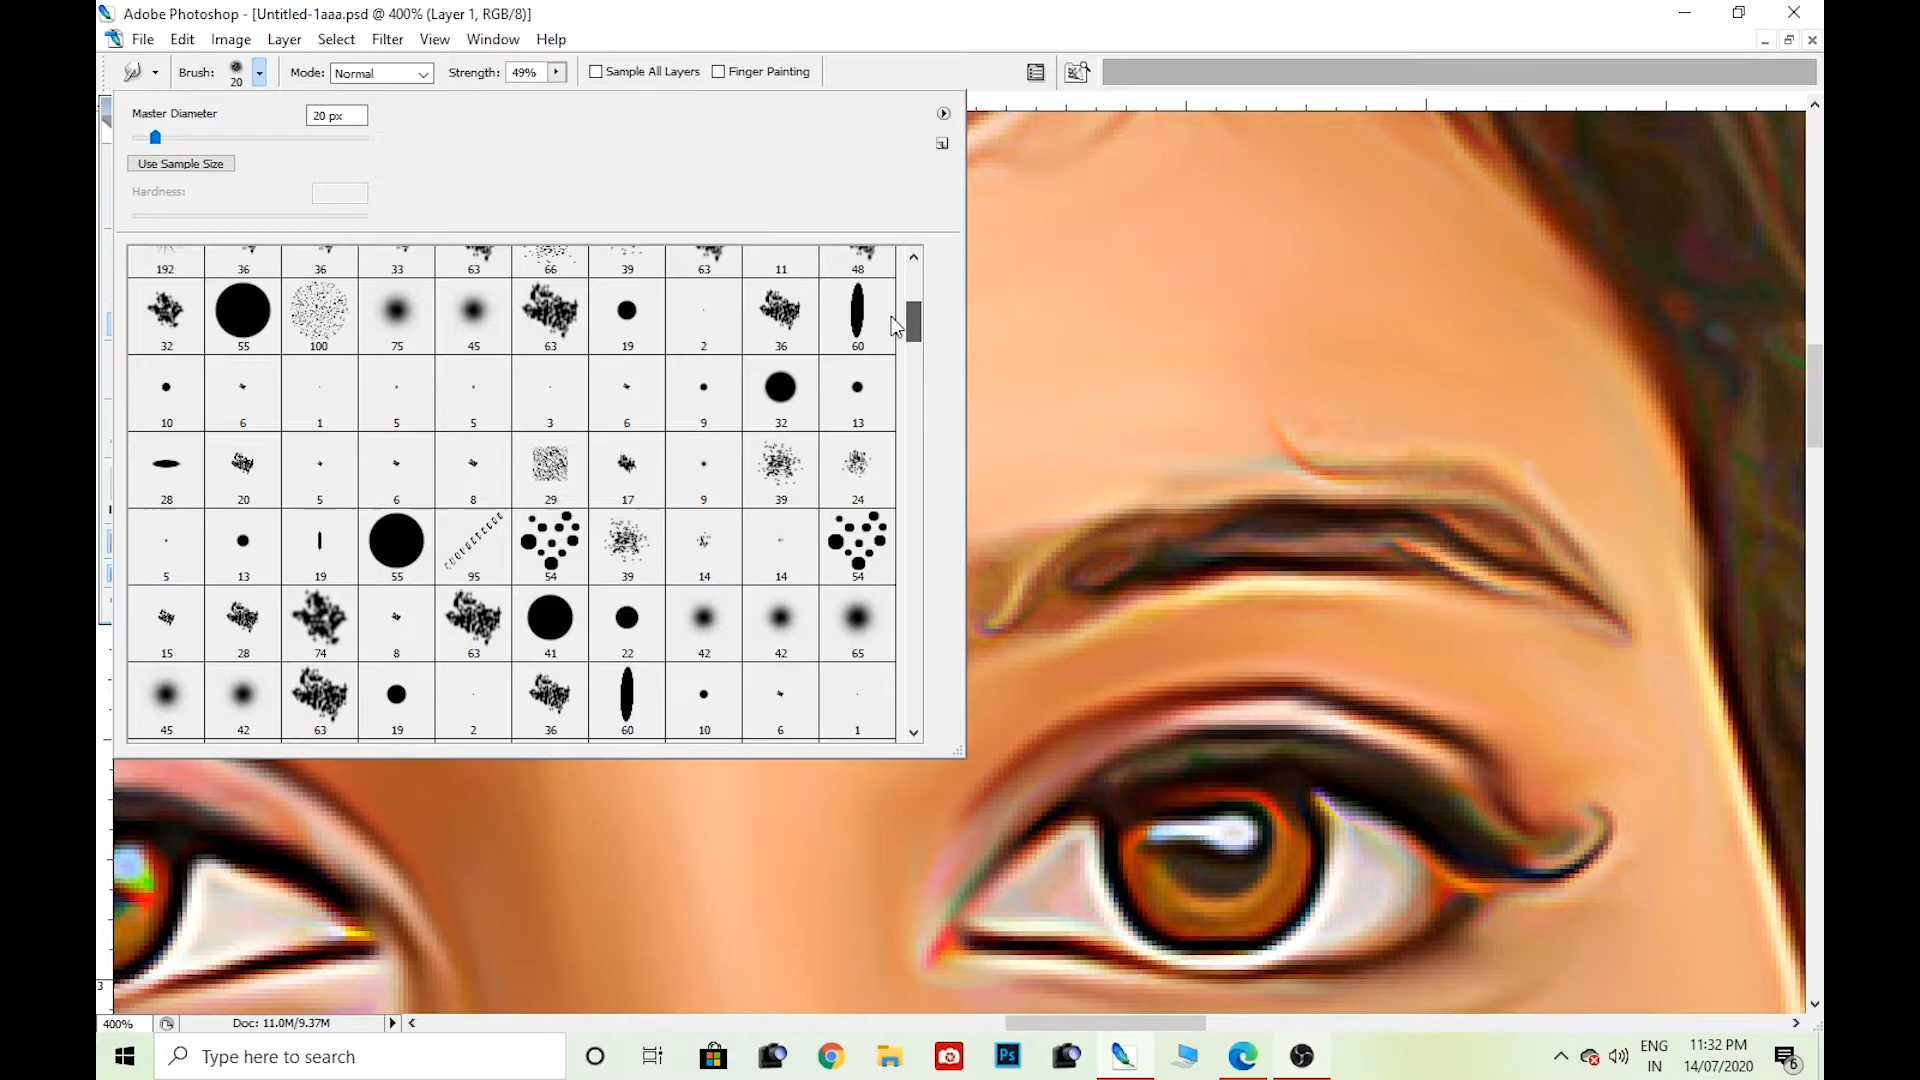 Adobe Photoshop - [Untitled-1aaa.psd @ 400% (Layer 1, RGB/8)]
File Edit Image Layer Select Filter View Window Help
Brush: 20 Mode: Normal Strength: 49% Sample All Layers Finger Painting
Master Diameter 20 px
Use Sample Size
Hardness:
192 36 36 33 63 66 39 63 11 48
32 55 100 75 45 63 19 2 36 60
10 6 1 5 5 3 6 9 32 13
28 20 5 6 8 29 17 9 39 24
5 13 19 55 95 54 39 14 14 54
15 28 74 8 63 41 22 42 42 65
45 42 63 19 2 36 60 10 6 1
3
400% Doc: 11.0M/9.37M
Type here to search
Ps
ENG
IN
11:32 PM
14/07/2020
6